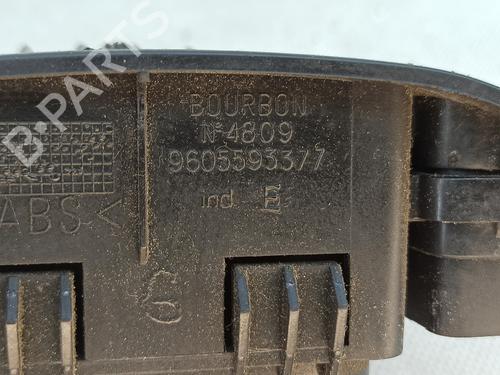 B-Parts
BOURBON
N° 4809
9605593377
ind. E
ABS <
G